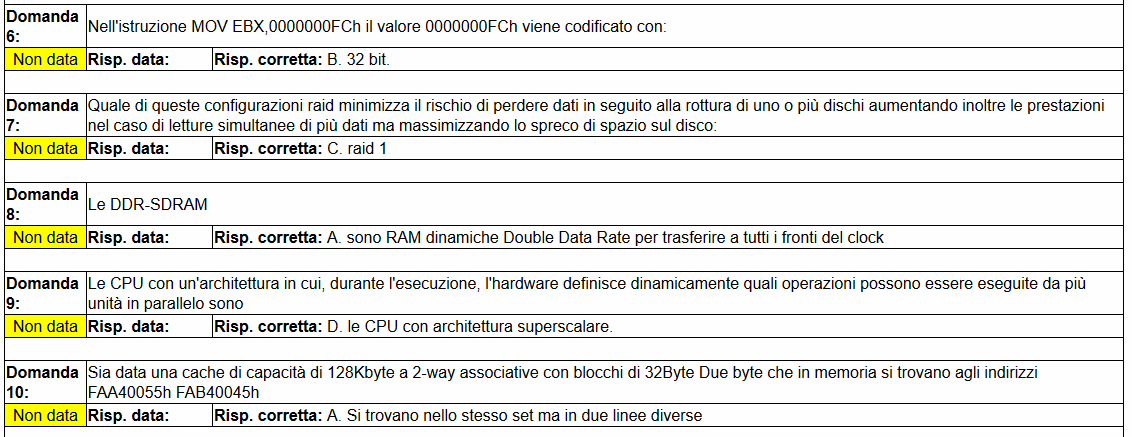 Domanda 6: Nell'istruzione MOV EBX,0000000FCh il valore 0000000FCh viene codificato con:
Non data Risp. data: Risp. corretta: B. 32 bit.
Domanda 7: Quale di queste configurazioni raid minimizza il rischio di perdere dati in seguito alla rottura di uno o più dischi aumentando inoltre le prestazioni
nel caso di letture simultanee di più dati ma massimizzando lo spreco di spazio sul disco:
Non data Risp. data: Risp. corretta: C. raid 1
Domanda 8: Le DDR-SDRAM
Non data Risp. data: Risp. corretta: A. sono RAM dinamiche Double Data Rate per trasferire a tutti i fronti del clock
Domanda 9: Le CPU con un'architettura in cui, durante l'esecuzione, l'hardware definisce dinamicamente quali operazioni possono essere eseguite da più
unità in parallelo sono
Non data Risp. data: Risp. corretta: D. le CPU con architettura superscalare.
Domanda 10: Sia data una cache di capacità di 128Kbyte a 2-way associative con blocchi di 32Byte Due byte che in memoria si trovano agli indirizzi
FAA40055h FAB40045h
Non data Risp. data: Risp. corretta: A. Si trovano nello stesso set ma in due linee diverse